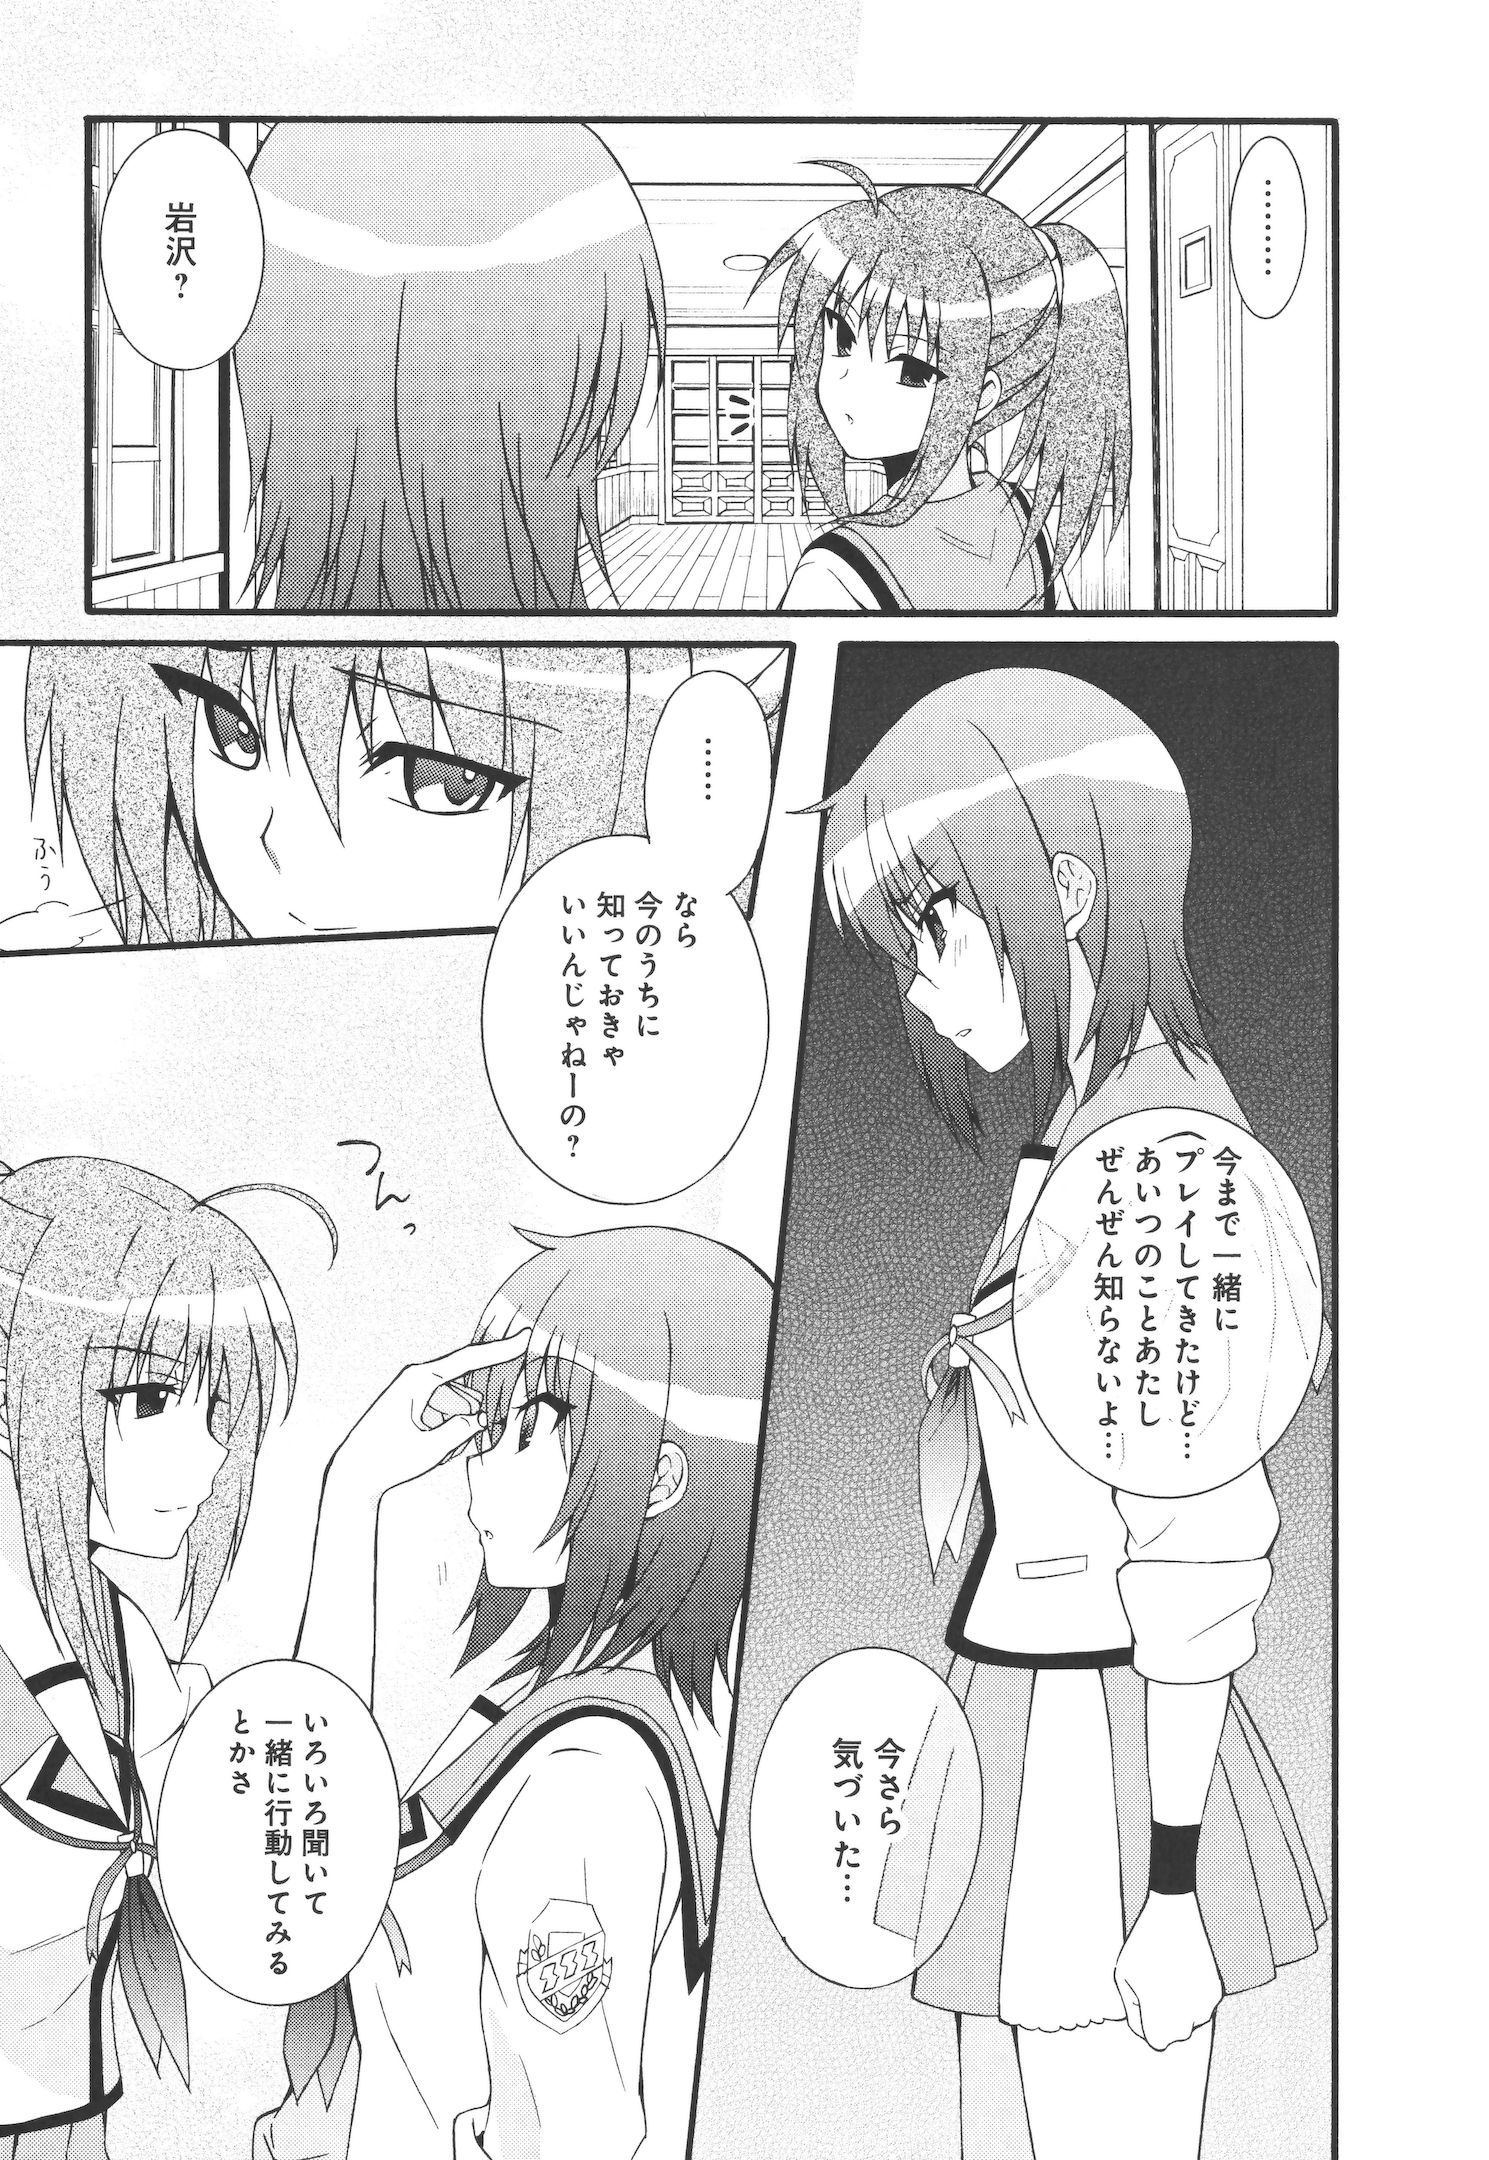 ………
岩沢?
今まで一緒に
プレイしてきたけど…
あいつのことあたし
ぜんぜん知らないよ…
今さら
気づいた…
……
なら
今のうちに
知っておきゃ
いいんじゃねーの?
ふぅ
つんっ
いろいろ聞いて
一緒に行動してみる
とかさ